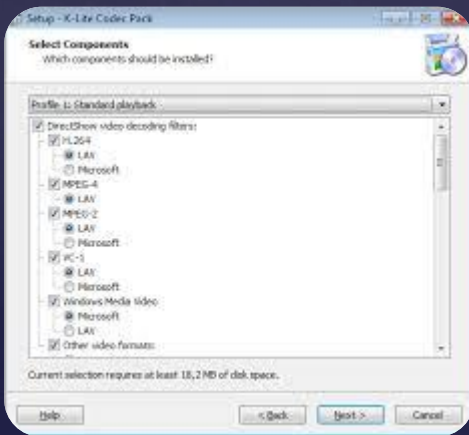 Setup - K-Lite Codec Pack
Select Components
Which components should be installed?
Profile 1: Standard playback
DirectShow video decoding filters:
H.264
LAV
Microsoft
MPEG-4
LAV
MPEG-2
LAV
Microsoft
VC-1
LAV
Microsoft
Windows Media Video
Microsoft
LAV
Other video formats:
Current selection requires at least 18,2 MB of disk space.
Help
< Back
Next >
Cancel